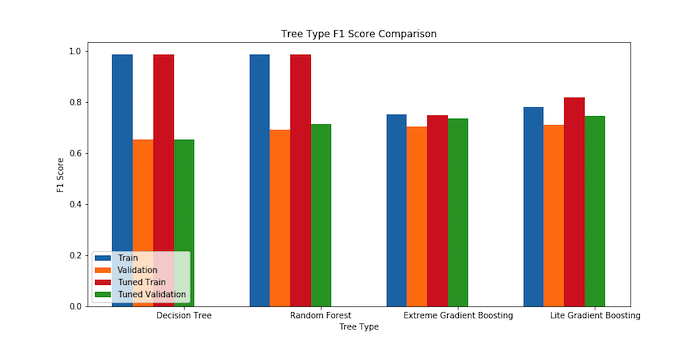 Tree Type F1 Score Comparison
1.0
0.8
0.6
0.4
0.2
0.0
F1 Score
Train
Validation
Tuned Train
Tuned Validation
Decision Tree
Random Forest
Extreme Gradient Boosting
Lite Gradient Boosting
Tree Type